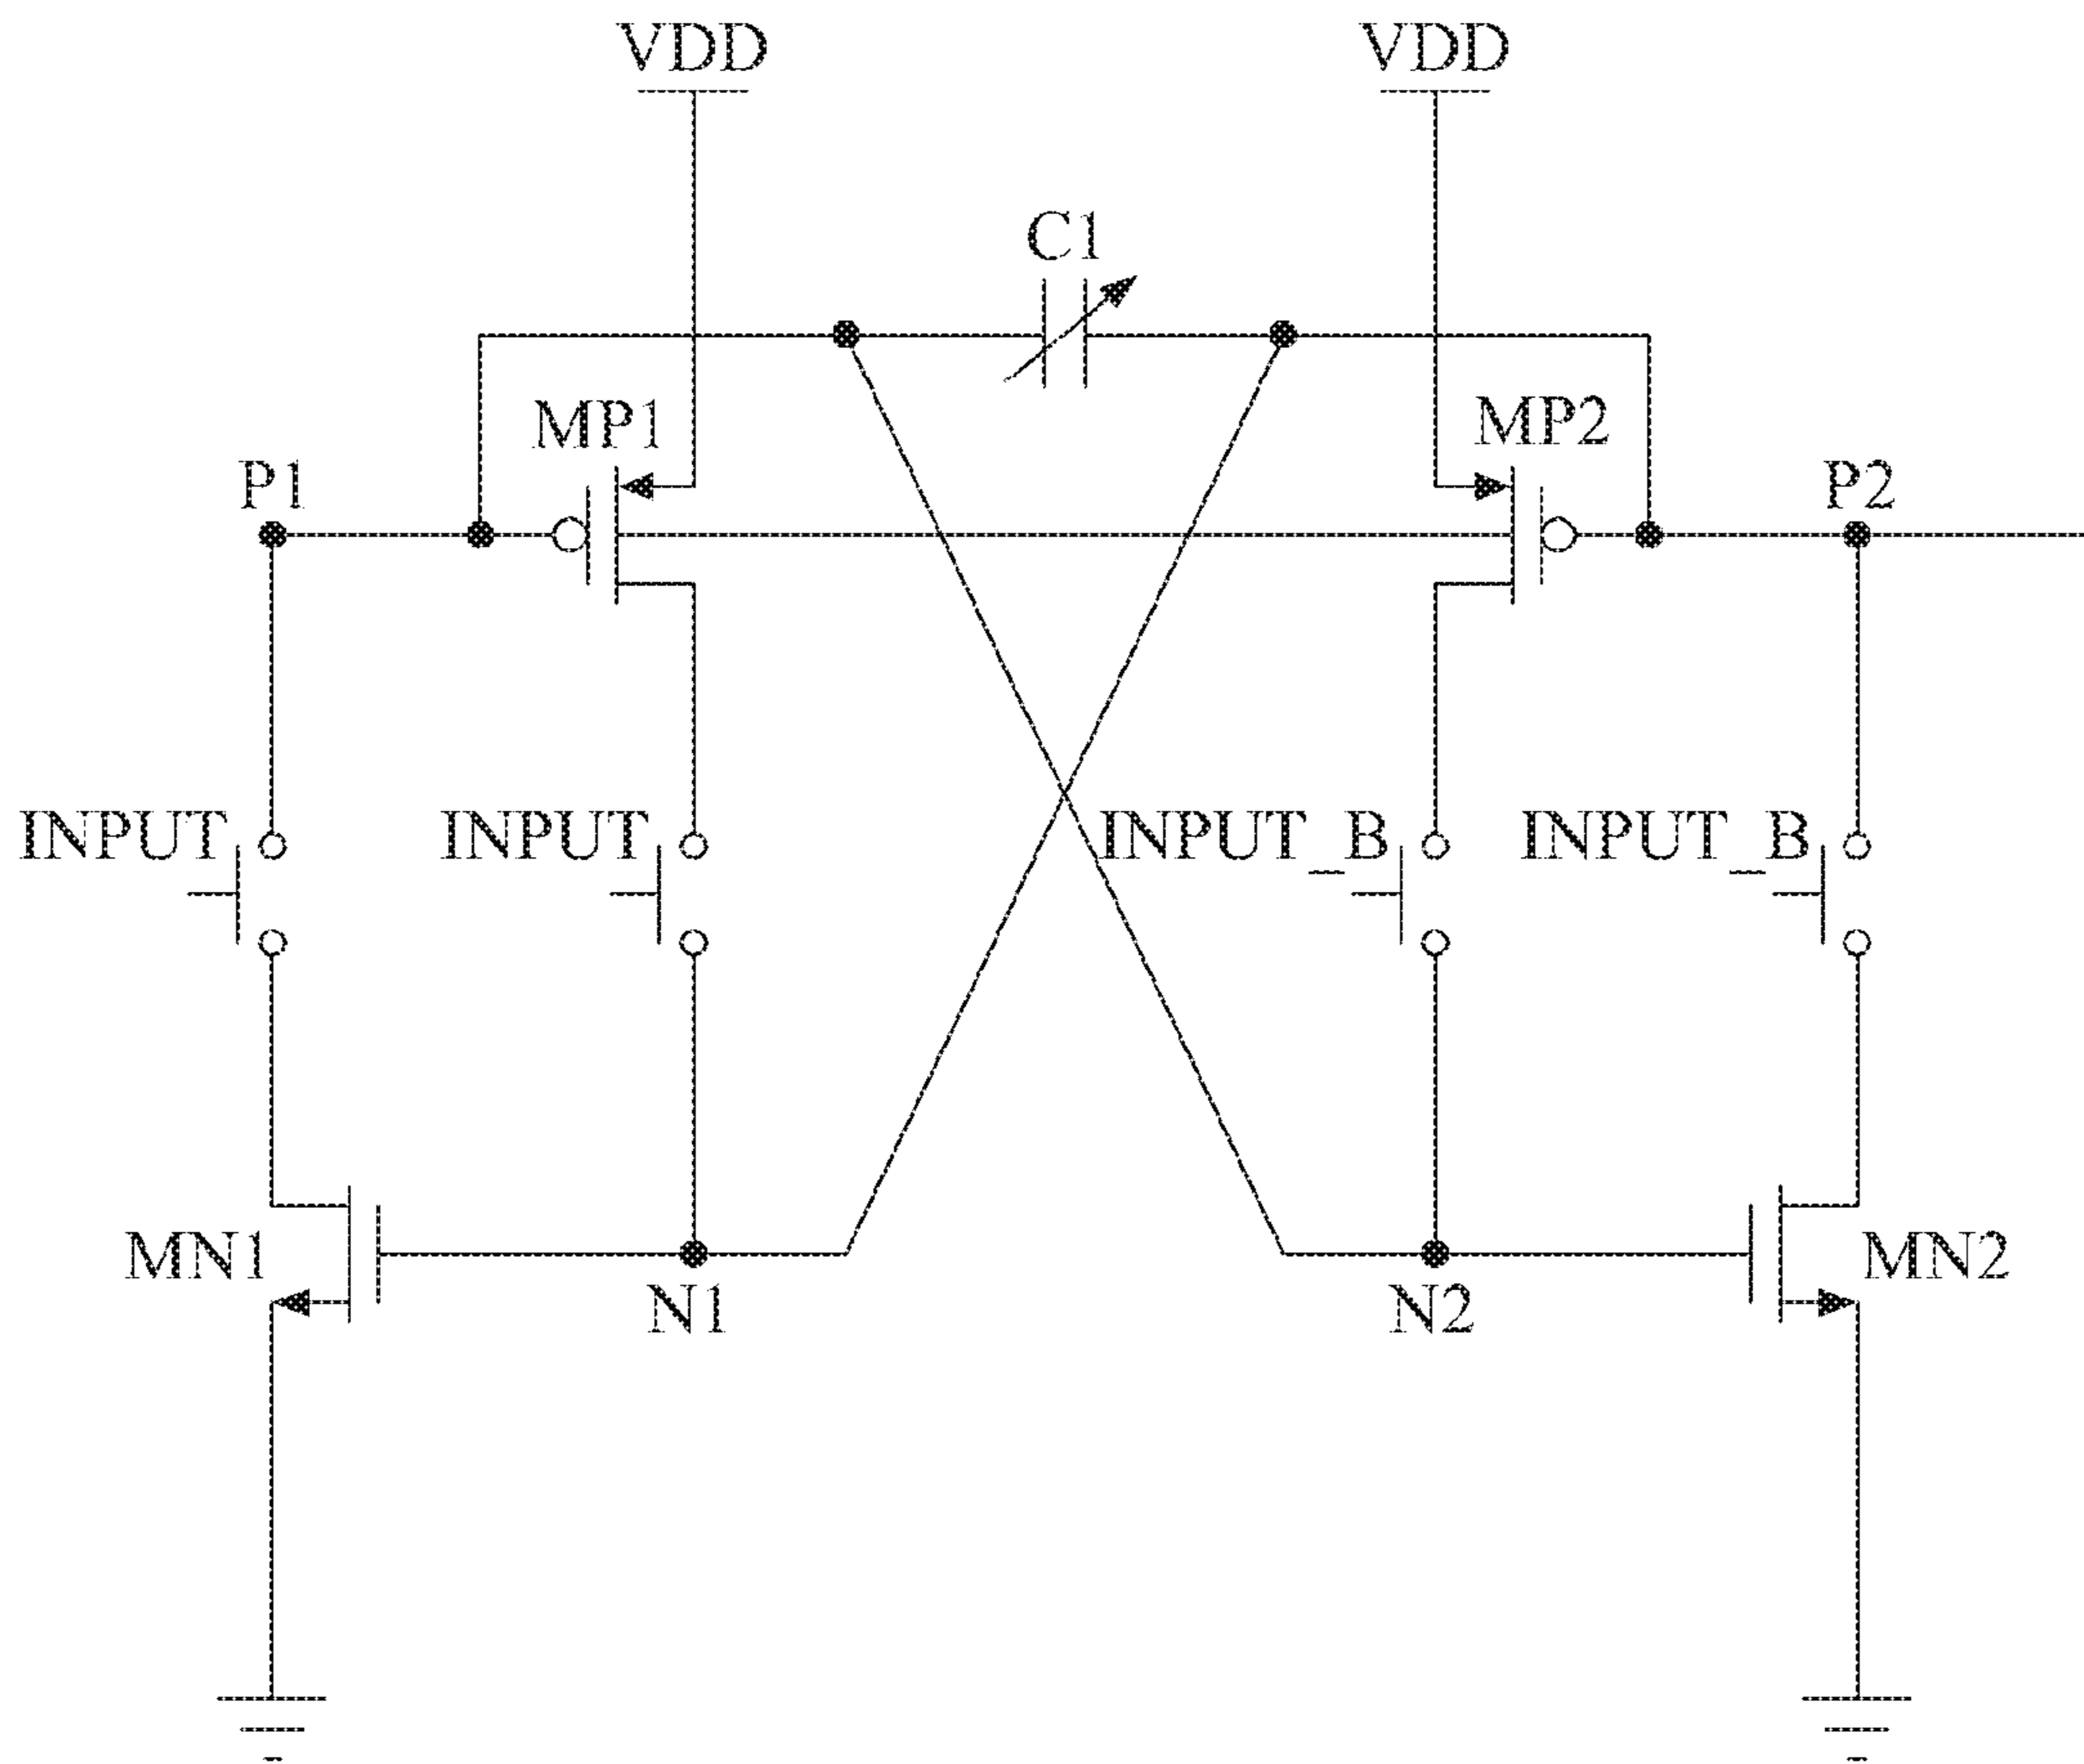 VDD
VDD
C1
MP1
MP2
P1
P2
INPUT
INPUT
INPUT_B
INPUT_B
MN1
MN2
N1
N2